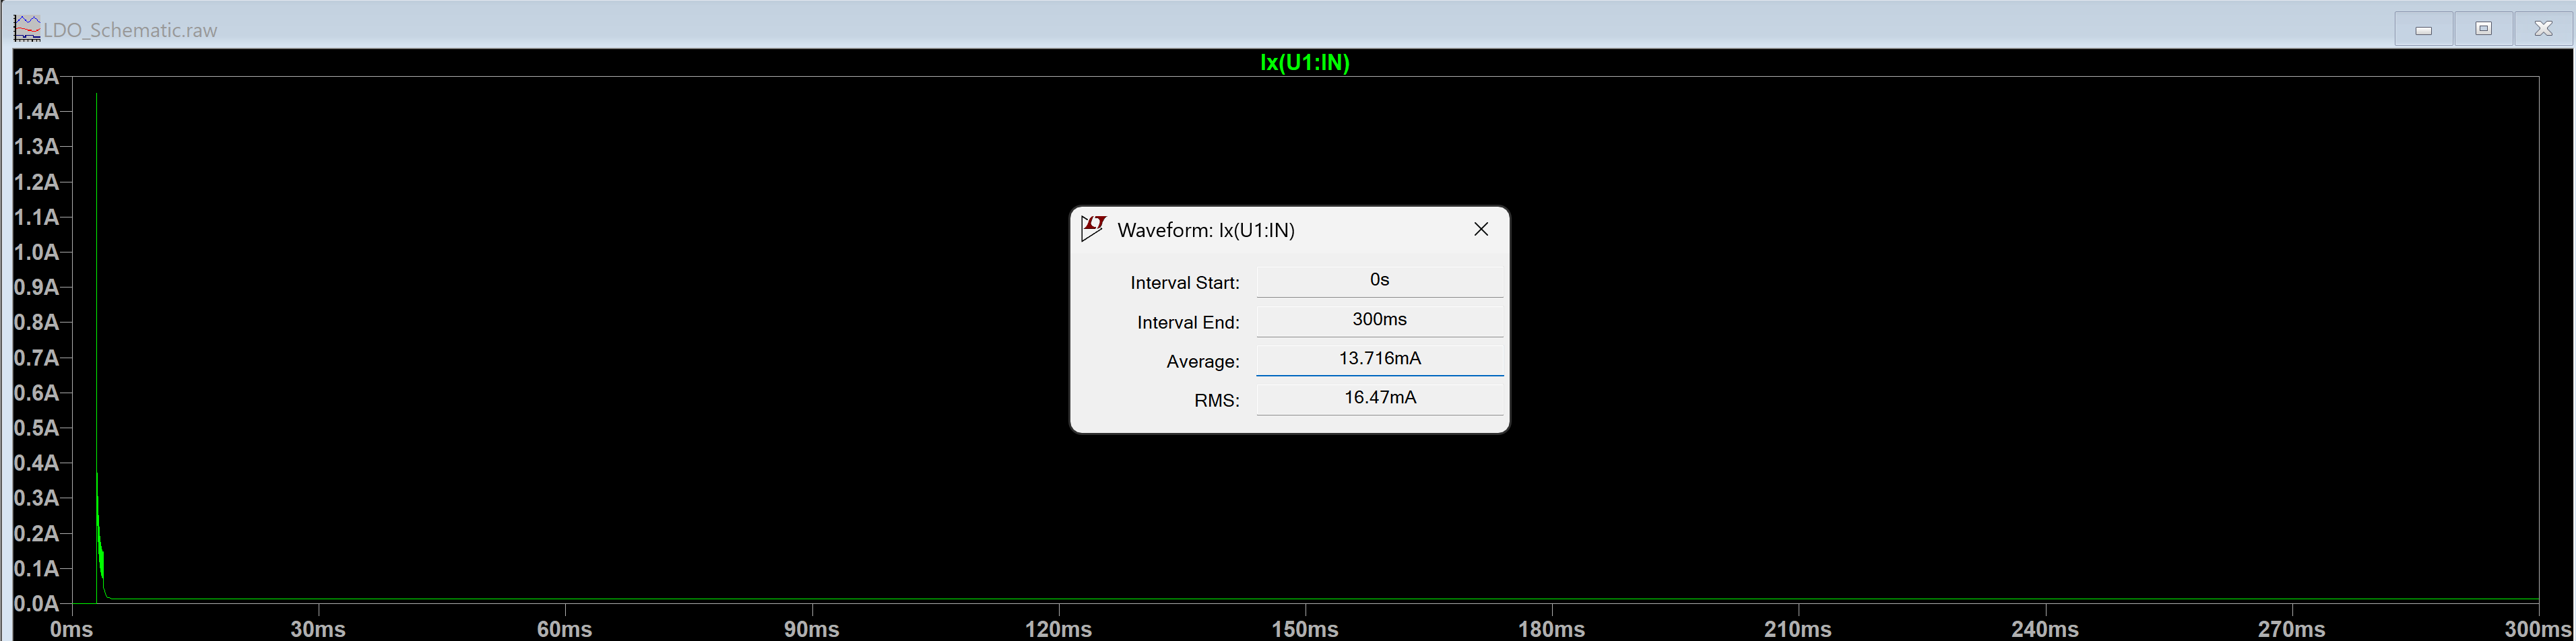 LDO_Schematic.raw
Ix(U1:IN)
1.5A
1.4A
1.3A
1.2A
1.1A
1.0A
0.9A
0.8A
0.7A
0.6A
0.5A
0.4A
0.3A
0.2A
0.1A
0.0A
Waveform: Ix(U1:IN)
Interval Start: 0s
Interval End: 300ms
Average: 13.716mA
RMS: 16.47mA
0ms 30ms 60ms 90ms 120ms 150ms 180ms 210ms 240ms 270ms 300ms